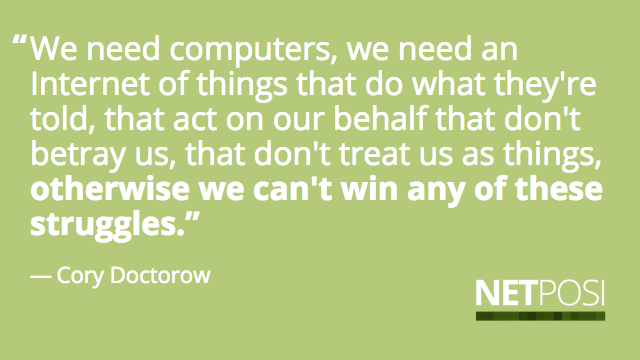 “We need computers, we need an
Internet of things that do what they're
told, that act on our behalf that don't
betray us, that don't treat us as things,
otherwise we can't win any of these
struggles.”
— Cory Doctorow
NETPOSI